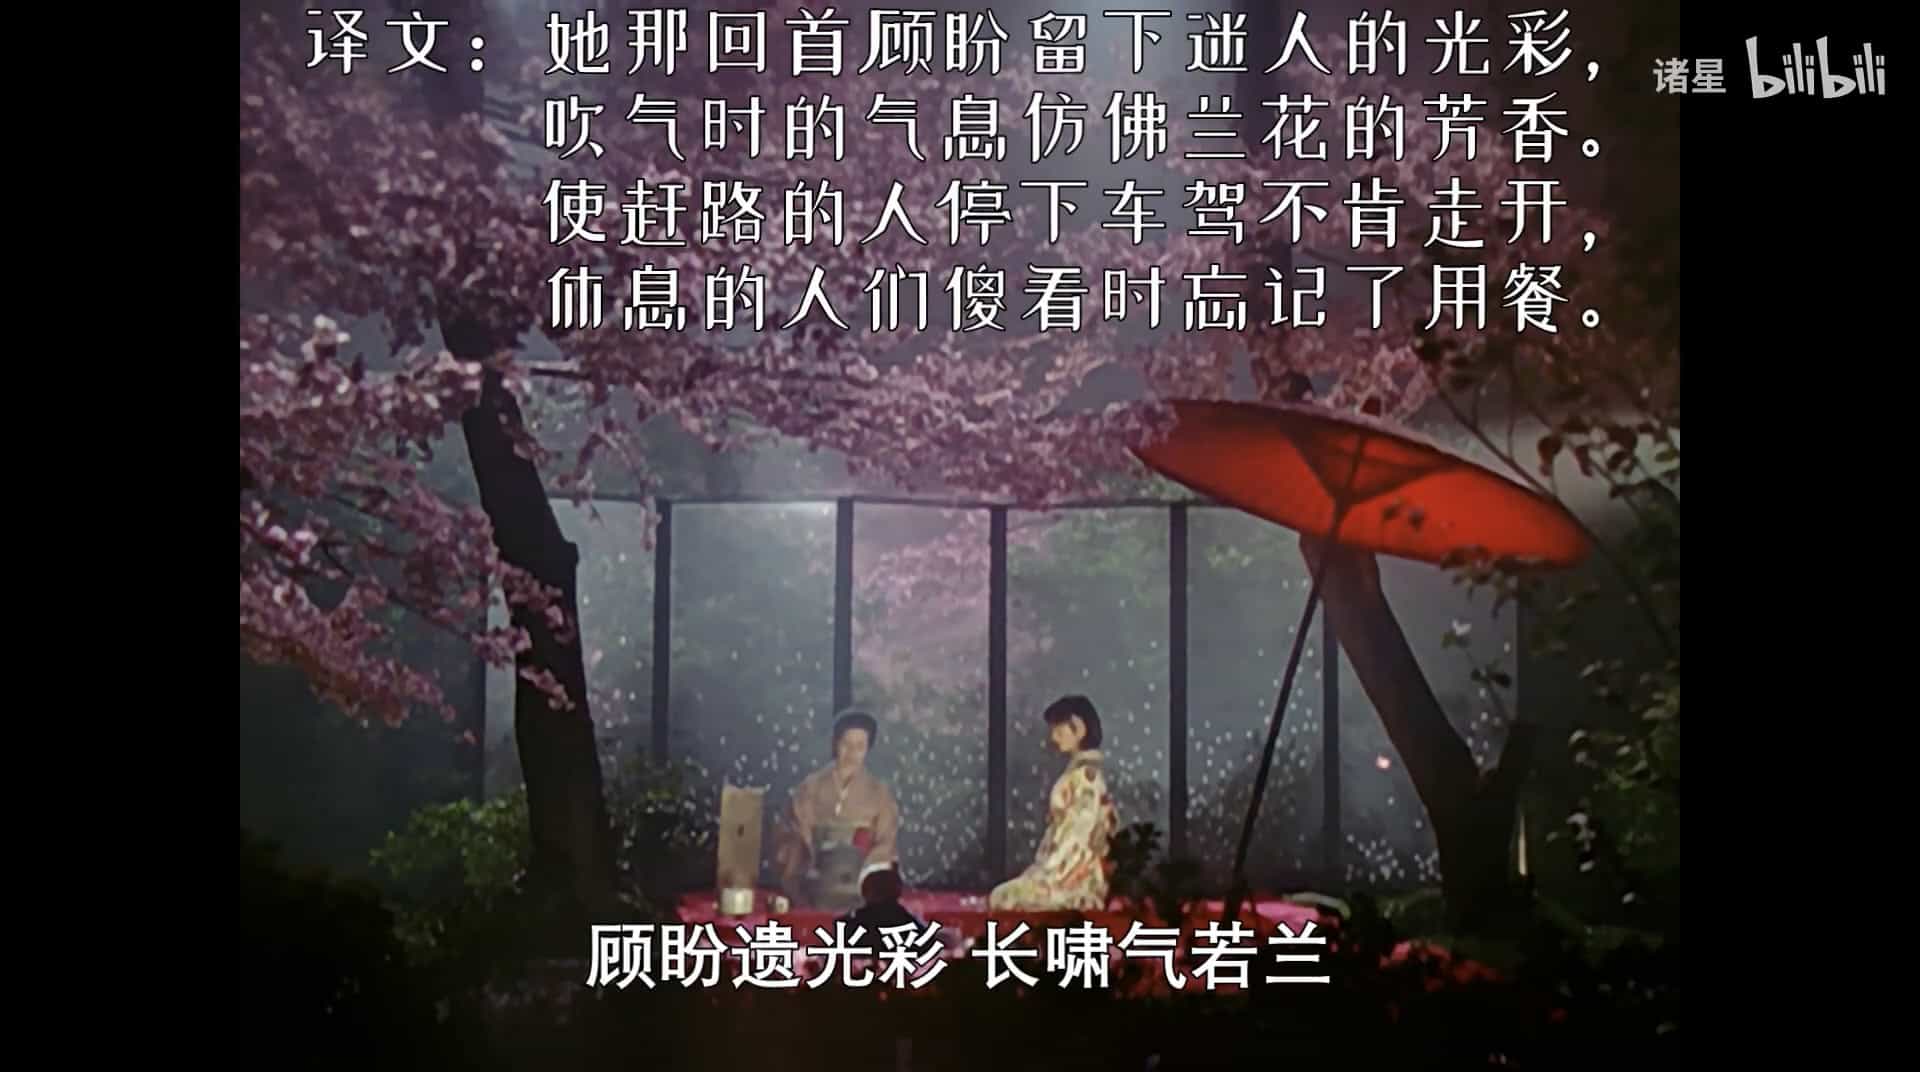 译文：她那回首顾盼留下迷人的光彩，
吹气时的气息仿佛兰花的芳香。
使赶路的人停下车驾不肯走开，
休息的人们傻看时忘记了用餐。
诸星 bilibili
顾盼遗光彩 长啸气若兰